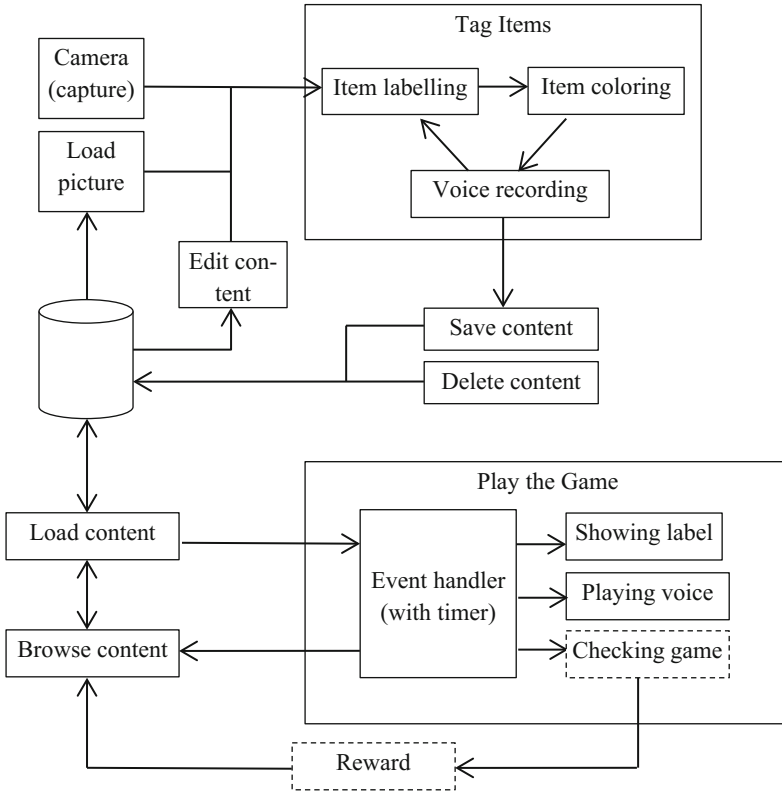 Tag Items
Camera
(capture)
Item labelling
Item coloring
Load
picture
Voice recording
Edit con-
tent
Save content
Delete content
Play the Game
Load content
Event handler
(with timer)
Showing label
Playing voice
Browse content
Checking game
Reward